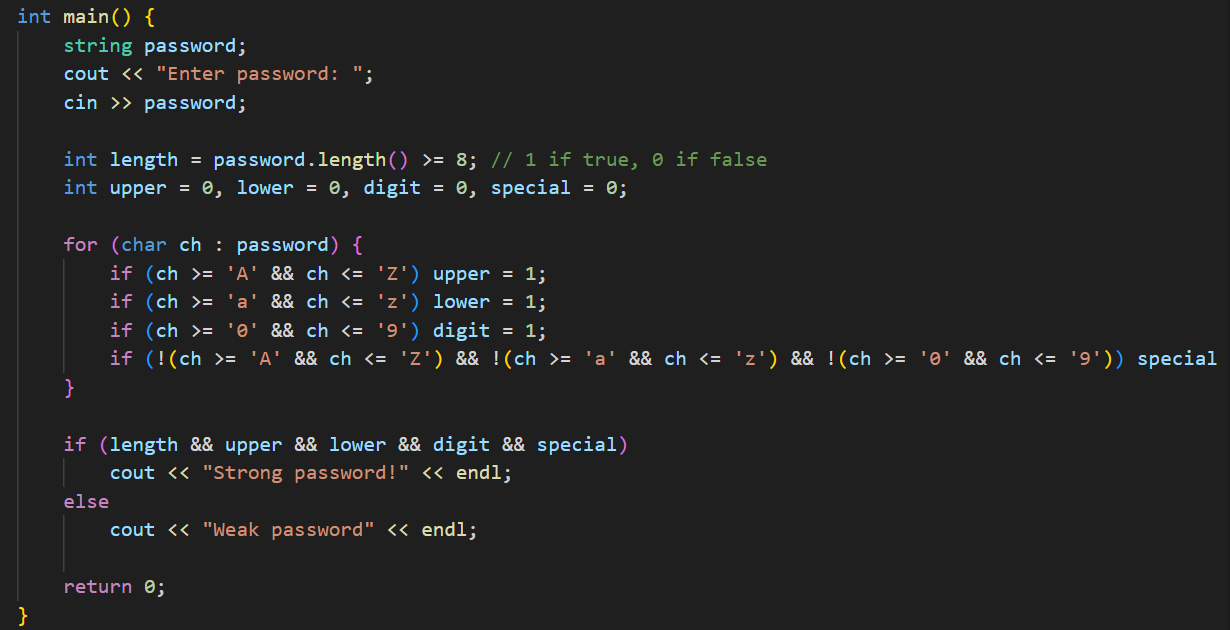 int main() {
    string password;
    cout << "Enter password: ";
    cin >> password;

    int length = password.length() >= 8; // 1 if true, 0 if false
    int upper = 0, lower = 0, digit = 0, special = 0;

    for (char ch : password) {
        if (ch >= 'A' && ch <= 'Z') upper = 1;
        if (ch >= 'a' && ch <= 'z') lower = 1;
        if (ch >= '0' && ch <= '9') digit = 1;
        if (!(ch >= 'A' && ch <= 'Z') && !(ch >= 'a' && ch <= 'z') && !(ch >= '0' && ch <= '9')) special
    }

    if (length && upper && lower && digit && special)
        cout << "Strong password!" << endl;
    else
        cout << "Weak password" << endl;

    return 0;
}